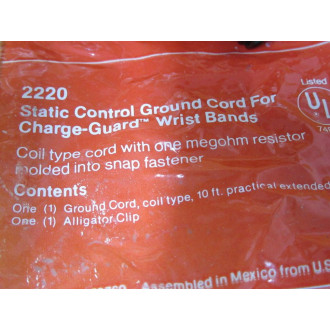 2220
Listed
Static Control Ground Cord For
Charge-Guard™ Wrist Bands
UL
Coil type cord with one megohm resistor
molded into snap fastener
Contents
One (1) Ground Cord, coil type, 10 ft. practical extended
One (1) Alligator Clip
Assembled in Mexico from U.S